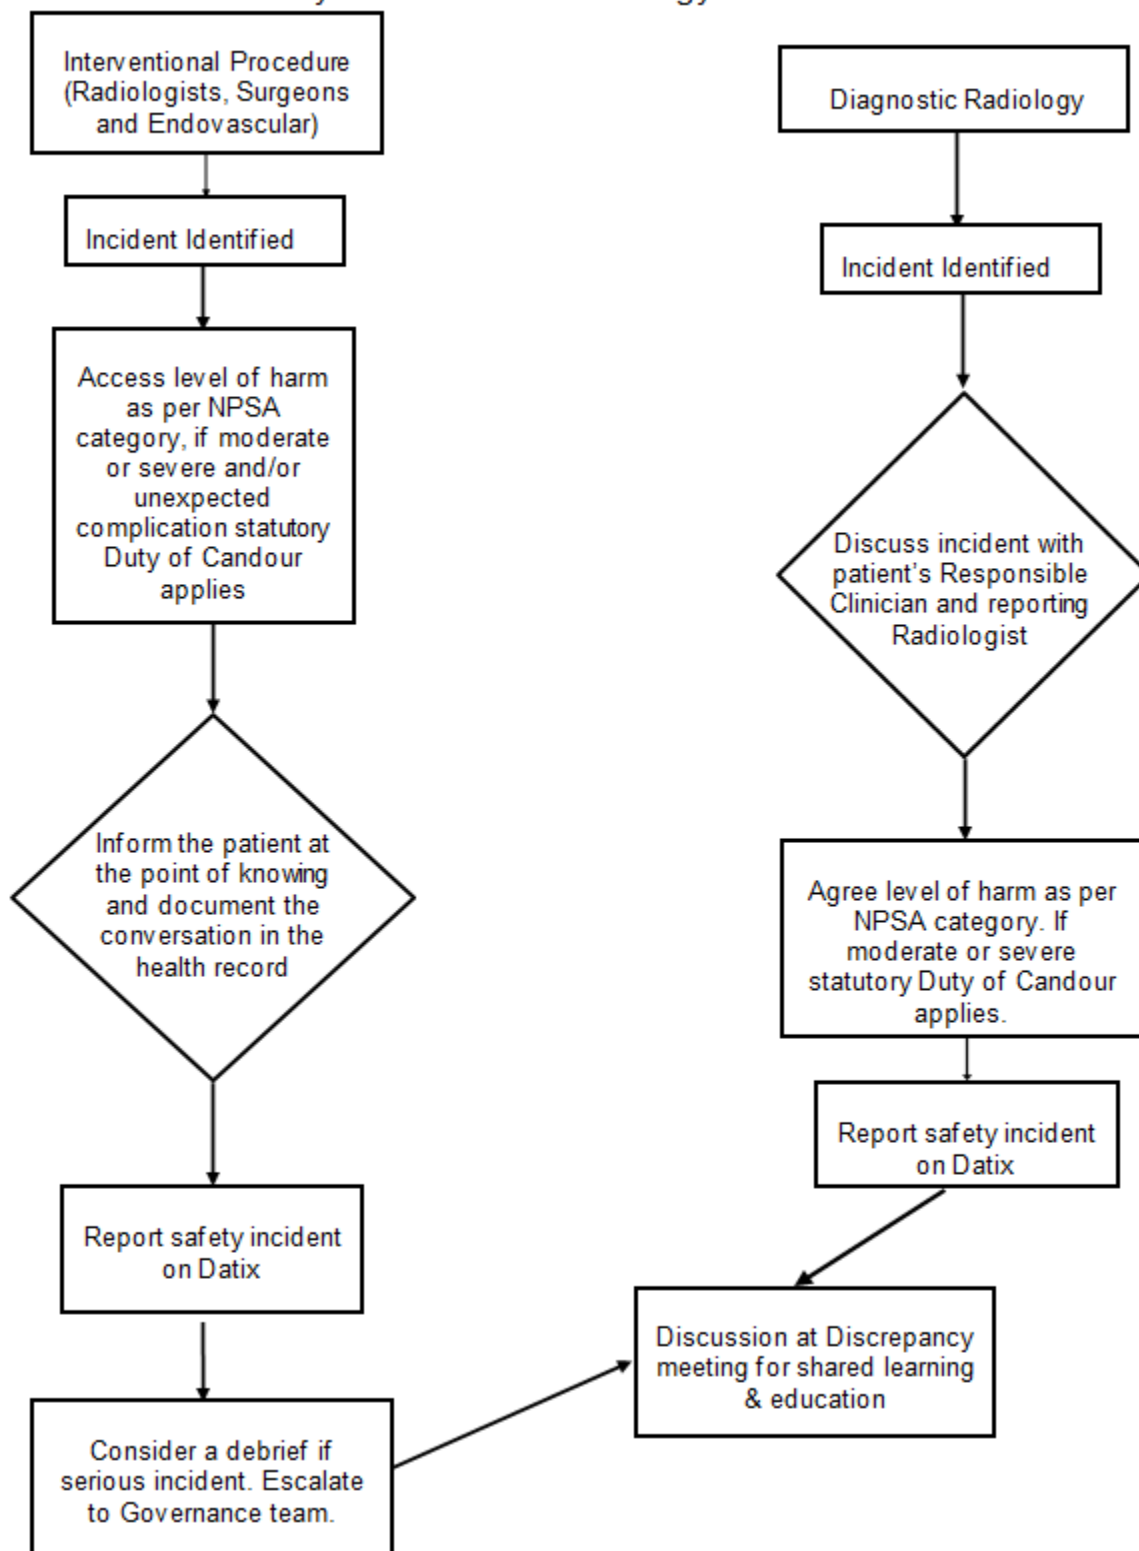 Interventional Procedure
(Radiologists, Surgeons
and Endovascular)
Incident Identified
Access level of harm
as per NPSA
category, if moderate
or severe and/or
unexpected
complication statutory
Duty of Candour
applies
Inform the patient at
the point of knowing
and document the
conversation in the
health record
Report safety incident
on Datix
Consider a debrief if
serious incident. Escalate
to Governance team.
Diagnostic Radiology
Incident Identified
Discuss incident with
patient's Responsible
Clinician and reporting
Radiologist
Agree level of harm as per
NPSA category. If
moderate or severe
statutory Duty of Candour
applies.
Report safety incident
on Datix
Discussion at Discrepancy
meeting for shared learning
& education